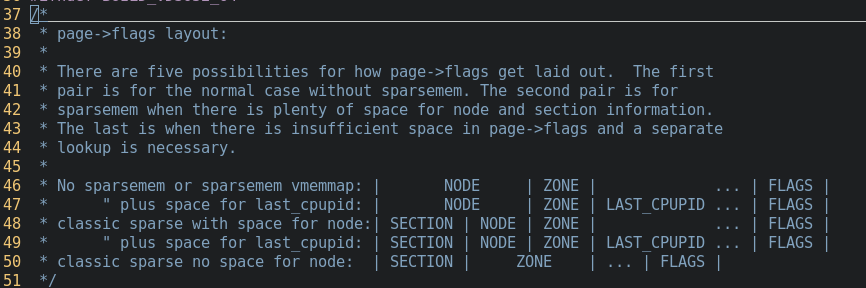 37 /*
38  * page->flags layout:
39  *
40  * There are five possibilities for how page->flags get laid out.  The first
41  * pair is for the normal case without sparsemem. The second pair is for
42  * sparsemem when there is plenty of space for node and section information.
43  * The last is when there is insufficient space in page->flags and a separate
44  * lookup is necessary.
45  *
46  * No sparsemem or sparsemem vmemmap: |       NODE     | ZONE |             ... | FLAGS |
47  *      " plus space for last_cpupid: |       NODE     | ZONE | LAST_CPUPID ... | FLAGS |
48  * classic sparse with space for node:| SECTION | NODE | ZONE |             ... | FLAGS |
49  *      " plus space for last_cpupid: | SECTION | NODE | ZONE | LAST_CPUPID ... | FLAGS |
50  * classic sparse no space for node:  | SECTION |     ZONE    | ... | FLAGS |
51  */